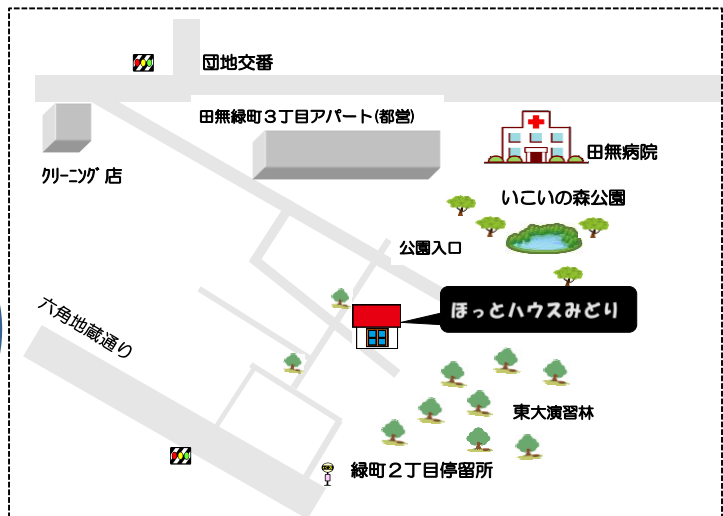 団地交番
田無緑町３丁目アパート(都営)
クリーニング店
田無病院
いこいの森公園
公園入口
ほっとハウスみどり
六角地蔵通り
東大演習林
緑町２丁目停留所